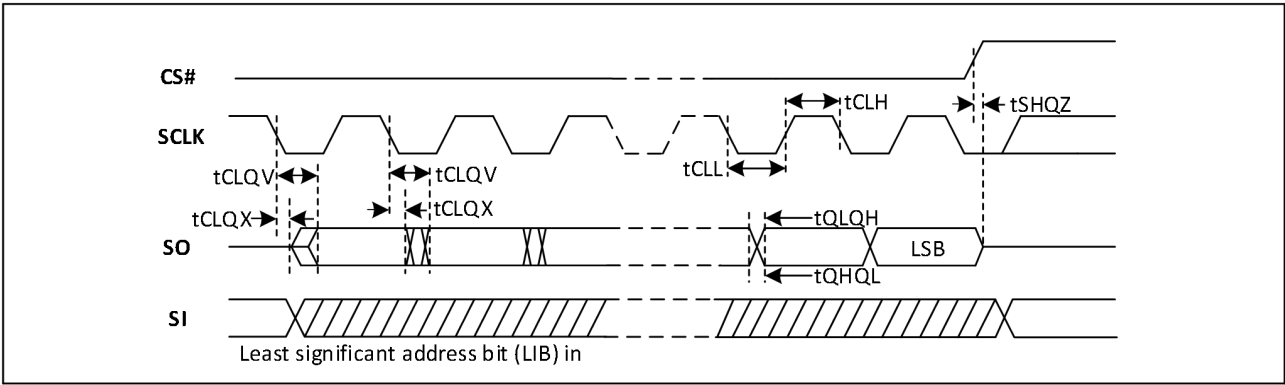 CS#
tCLH
tSHQZ
SCLK
tCLL
tCLQV
tCLQV
tCLQX
tCLQX
tQLQH
SO
LSB
tQHQL
SI
Least significant address bit (LIB) in